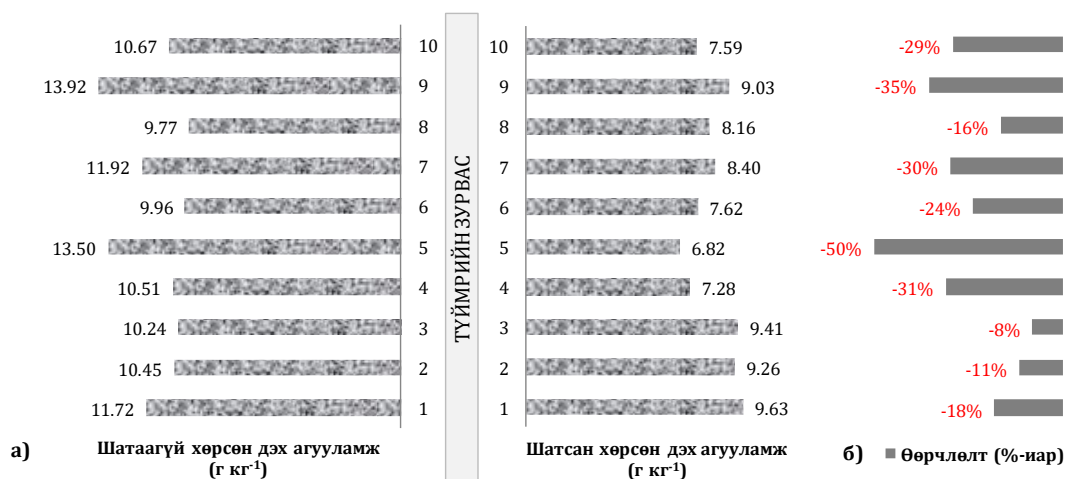 10.67 10 10 7.59 -29%
13.92 9 9 9.03 -35%
9.77 8 8 8.16 -16%
11.92 7 7 8.40 -30%
9.96 6 6 7.62 -24%
13.50 5 5 6.82 -50%
10.51 4 4 7.28 -31%
10.24 3 3 9.41 -8%
10.45 2 2 9.26 -11%
11.72 1 1 9.63 -18%
ТҮЙМРИЙН ЗУРВАС
а) Шатаагүй хөрсөн дэх агууламж
(г кг⁻¹)
Шатсан хөрсөн дэх агууламж
(г кг⁻¹)
б) Өөрчлөлт (%-иар)